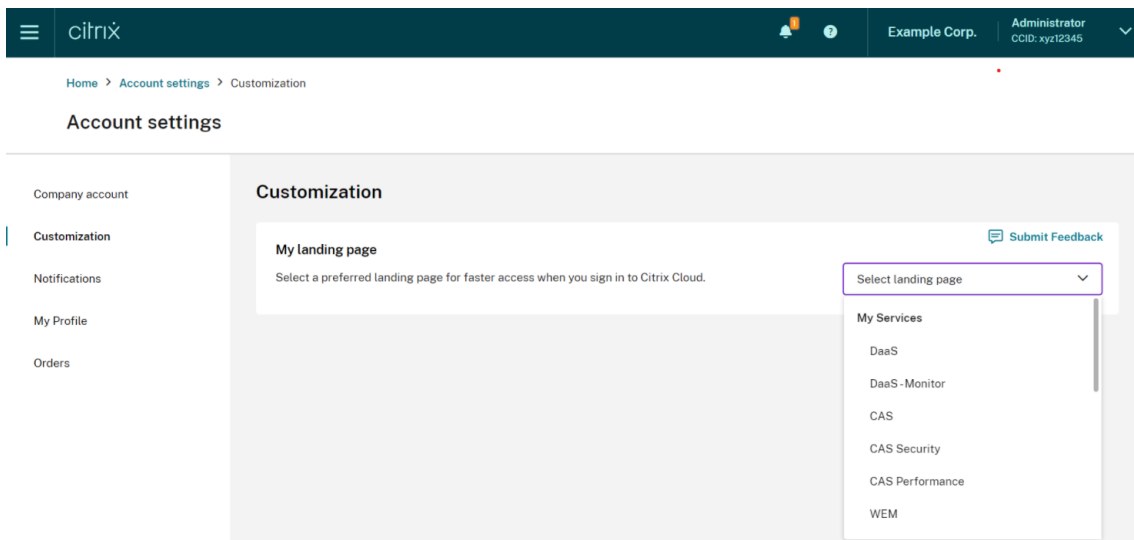 citrix
!
?
Example Corp.
Administrator
CCID: xyz12345
Home > Account settings > Customization
Account settings
Company account
Customization
Notifications
My Profile
Orders
Customization
Submit Feedback
My landing page
Select a preferred landing page for faster access when you sign in to Citrix Cloud.
Select landing page
My Services
DaaS
DaaS-Monitor
CAS
CAS Security
CAS Performance
WEM